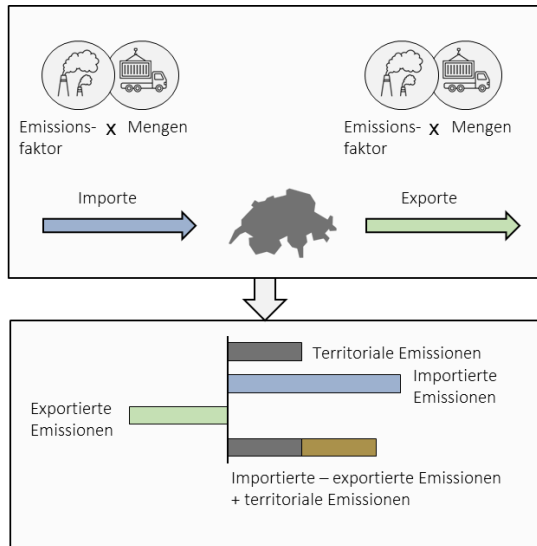 Emissions-
faktor
x
Mengen
Emissions-
faktor
x
Mengen
Importe
Exporte
Territoriale Emissionen
Importierte
Emissionen
Exportierte
Emissionen
Importierte – exportierte Emissionen
+ territoriale Emissionen